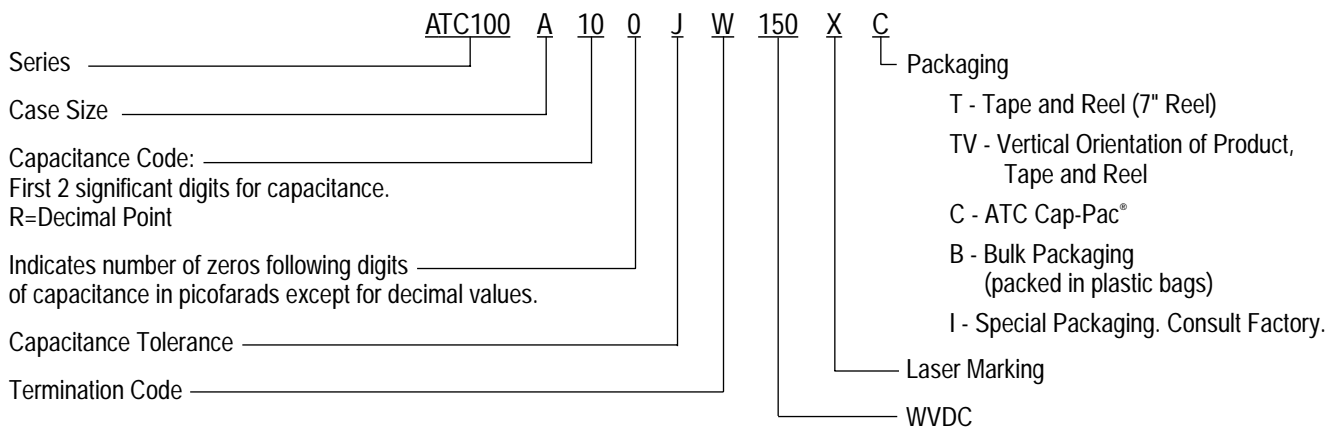 ATC100 A 10 0 J W 150 X C
Series
Case Size
Capacitance Code:
First 2 significant digits for capacitance.
R=Decimal Point
Indicates number of zeros following digits
of capacitance in picofarads except for decimal values.
Capacitance Tolerance
Termination Code
Packaging
T - Tape and Reel (7" Reel)
TV - Vertical Orientation of Product,
Tape and Reel
C - ATC Cap-Pac®
B - Bulk Packaging
(packed in plastic bags)
I - Special Packaging. Consult Factory.
Laser Marking
WVDC